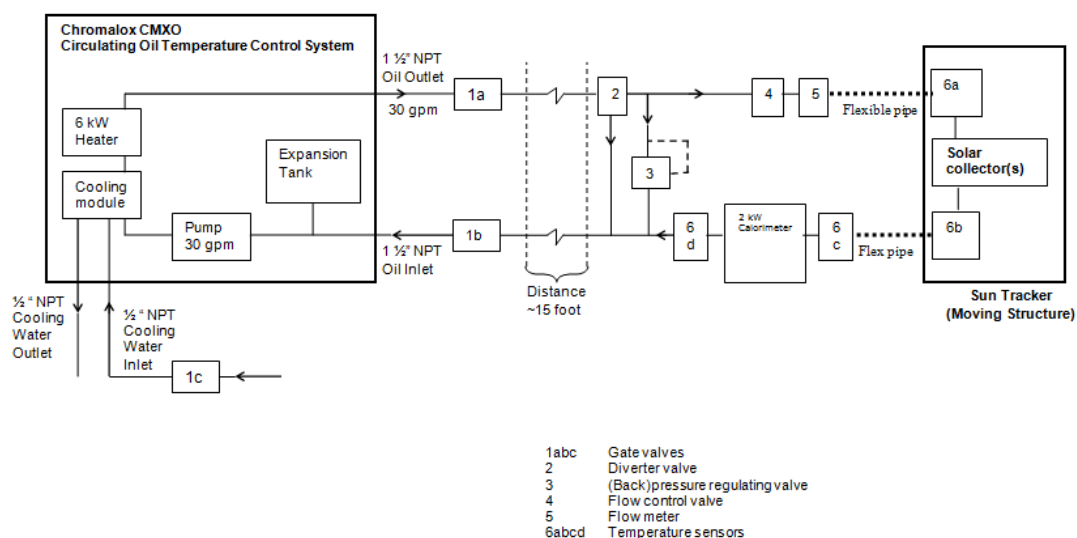 Chromalox CMXO
Circulating Oil Temperature Control System
1 ½" NPT
Oil Outlet
30 gpm
1a
2
4
5
Flexible pipe
6a
6 kW
Heater
Expansion
Tank
3
Solar
collector(s)
Cooling
module
Pump
30 gpm
1b
6
d
2 kW
Calorimeter
6
c
Flex pipe
6b
1 ½" NPT
Oil Inlet
Distance
~15 foot
Sun Tracker
(Moving Structure)
½ " NPT
Cooling
Water
Outlet
½ " NPT
Cooling
Water
Inlet
1c
1abc Gate valves
2 Diverter valve
3 (Back)pressure regulating valve
4 Flow control valve
5 Flow meter
6abcd Temperature sensors